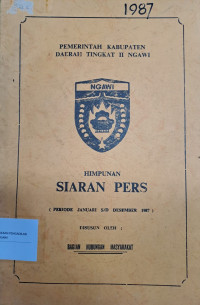 1987
PEMERINTAH KABUPATEN
DAERAH TINGKAT II NGAWI
NGAWI
HIMPUNAN
SIARAN PERS
( PERIODE JANUARI S/D DESEMBER 1987 )
DISUSUN OLEH :
BAGIAN HUBUNGAN MASYARAKAT